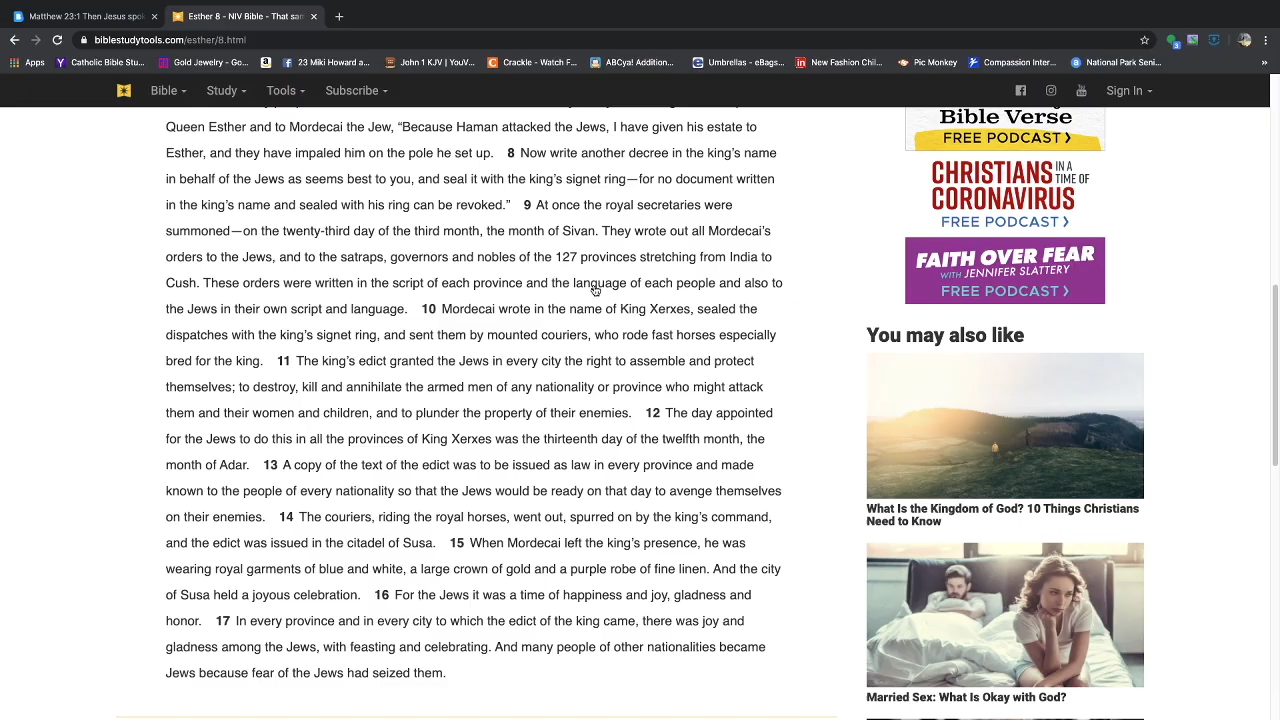 Matthew 23:1 Then Jesus spok
Esther 8 - NIV Bible - That sam
biblestudytools.com/esther/8.html
Apps
Catholic Bible Stu...
Gold Jewelry - Go...
23 Miki Howard a...
John 1 KJV | YouV...
Crackle - Watch F...
ABCya! Addition...
Umbrellas - eBags...
New Fashion Chil...
Pic Monkey
Compassion Inter...
National Park Seni...
Bible
Study
Tools
Subscribe
Sign In
Queen Esther and to Mordecai the Jew, “Because Haman attacked the Jews, I have given his estate to
Esther, and they have impaled him on the pole he set up. 8 Now write another decree in the king’s name
in behalf of the Jews as seems best to you, and seal it with the king’s signet ring—for no document written
in the king’s name and sealed with his ring can be revoked.” 9 At once the royal secretaries were
summoned—on the twenty-third day of the third month, the month of Sivan. They wrote out all Mordecai’s
orders to the Jews, and to the satraps, governors and nobles of the 127 provinces stretching from India to
Cush. These orders were written in the script of each province and the language of each people and also to
the Jews in their own script and language. 10 Mordecai wrote in the name of King Xerxes, sealed the
dispatches with the king’s signet ring, and sent them by mounted couriers, who rode fast horses especially
bred for the king. 11 The king’s edict granted the Jews in every city the right to assemble and protect
themselves; to destroy, kill and annihilate the armed men of any nationality or province who might attack
them and their women and children, and to plunder the property of their enemies. 12 The day appointed
for the Jews to do this in all the provinces of King Xerxes was the thirteenth day of the twelfth month, the
month of Adar. 13 A copy of the text of the edict was to be issued as law in every province and made
known to the people of every nationality so that the Jews would be ready on that day to avenge themselves
on their enemies. 14 The couriers, riding the royal horses, went out, spurred on by the king’s command,
and the edict was issued in the citadel of Susa. 15 When Mordecai left the king’s presence, he was
wearing royal garments of blue and white, a large crown of gold and a purple robe of fine linen. And the city
of Susa held a joyous celebration. 16 For the Jews it was a time of happiness and joy, gladness and
honor. 17 In every province and in every city to which the edict of the king came, there was joy and
gladness among the Jews, with feasting and celebrating. And many people of other nationalities became
Jews because fear of the Jews had seized them.
Bible Verse
FREE PODCAST >
CHRISTIANS IN A
TIME OF
CORONAVIRUS
FREE PODCAST >
FAITH OVER FEAR
WITH JENNIFER SLATTERY
FREE PODCAST >
You may also like
What Is the Kingdom of God? 10 Things Christians
Need to Know
Married Sex: What Is Okay with God?